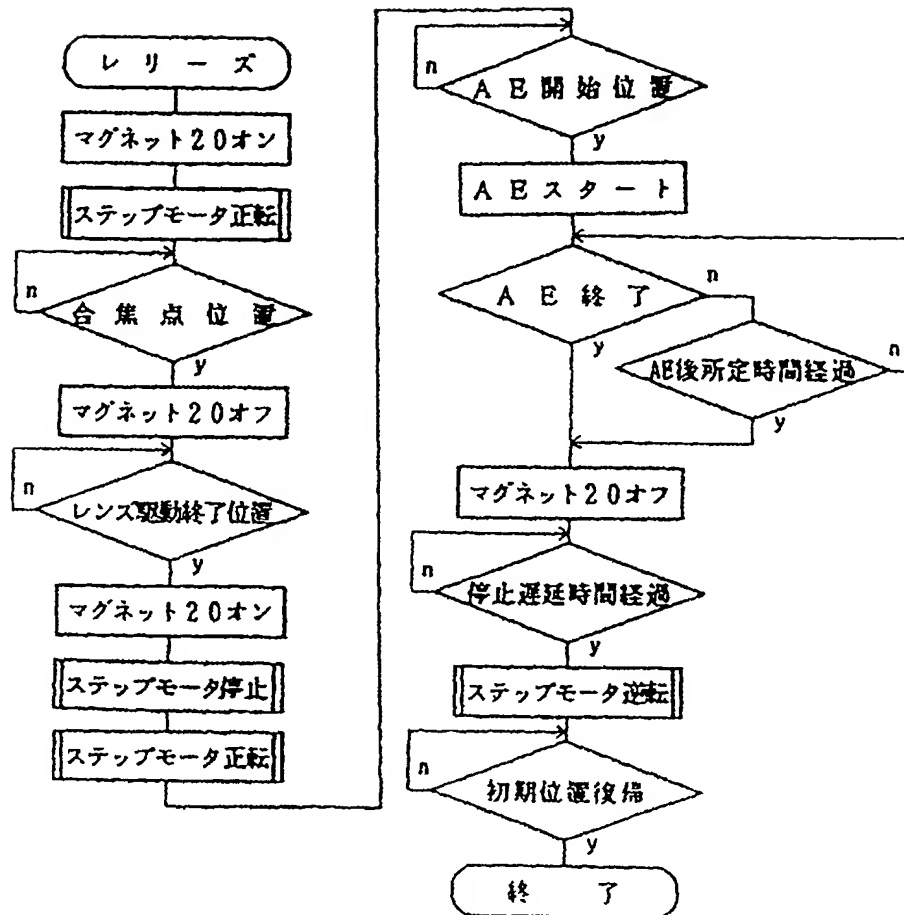 レリーズ
マグネット20オン
ステップモータ正転
n
合焦点位置
y
マグネット20オフ
n
レンズ駆動終了位置
y
マグネット20オン
ステップモータ停止
ステップモータ正転
n
AE開始位置
y
AEスタート
AE終了
n
y
AE後所定時間経過
n
y
マグネット20オフ
n
停止遅延時間経過
y
ステップモータ逆転
n
初期位置復帰
y
終了